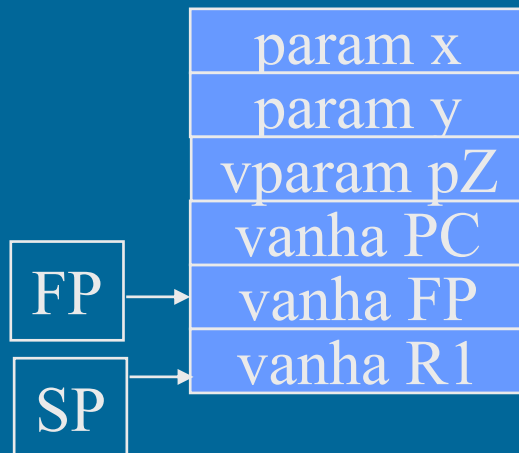 param x
param y
vparam pZ
vanha PC
FP
vanha FP
vanha R1
SP